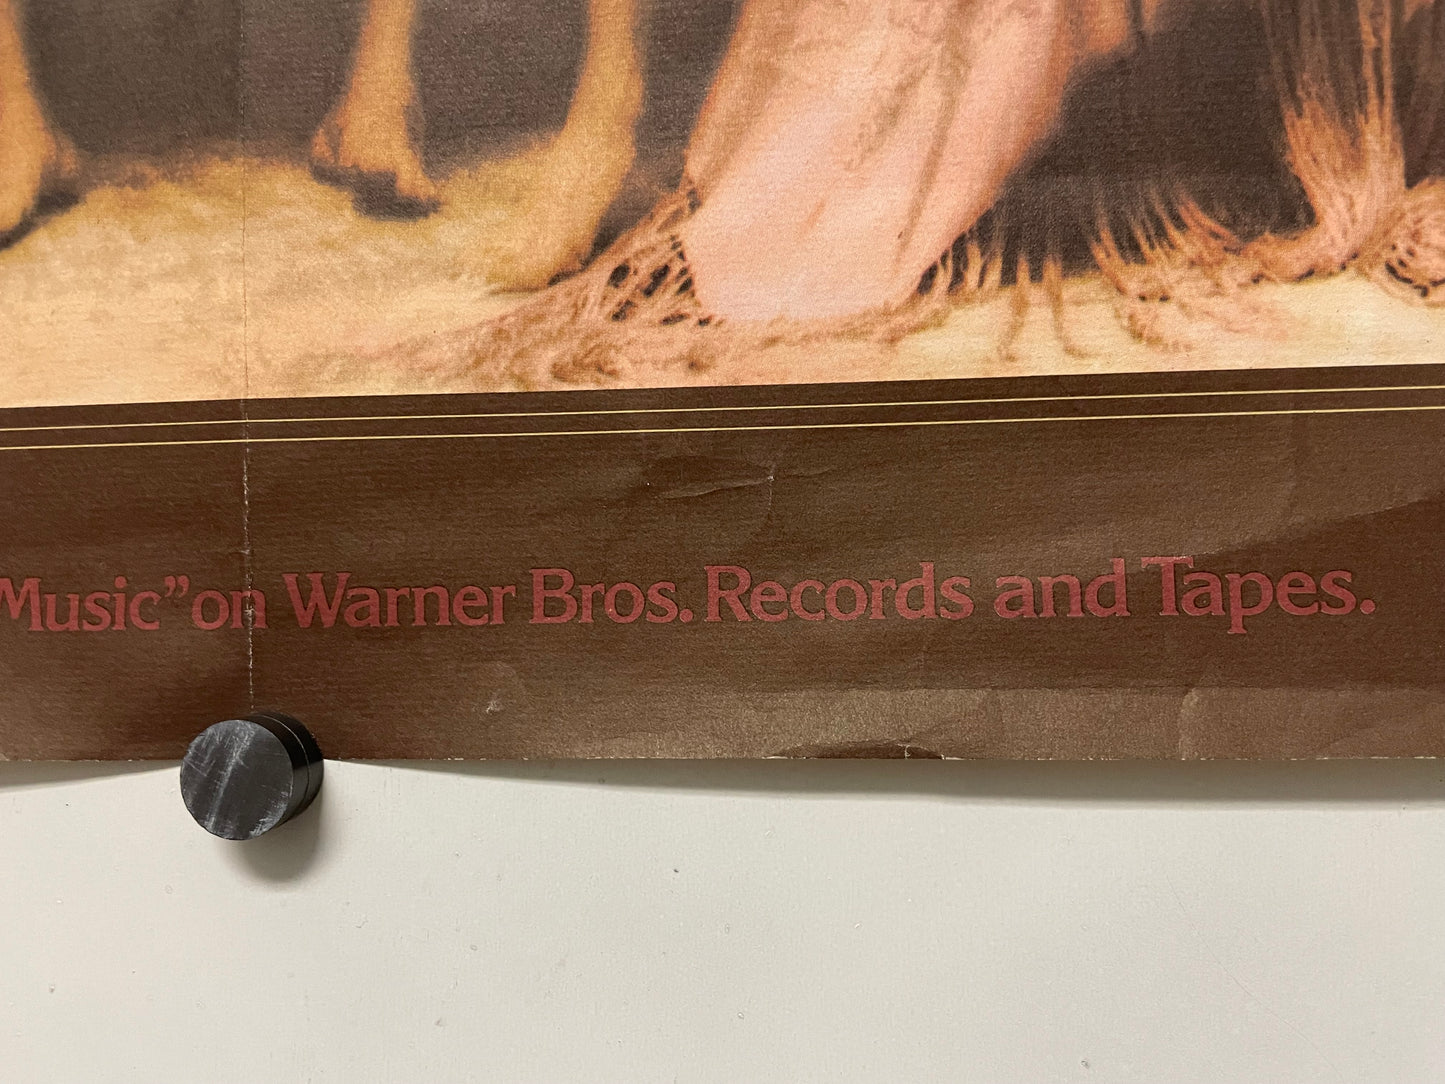 Music” on Warner Bros. Records and Tapes.